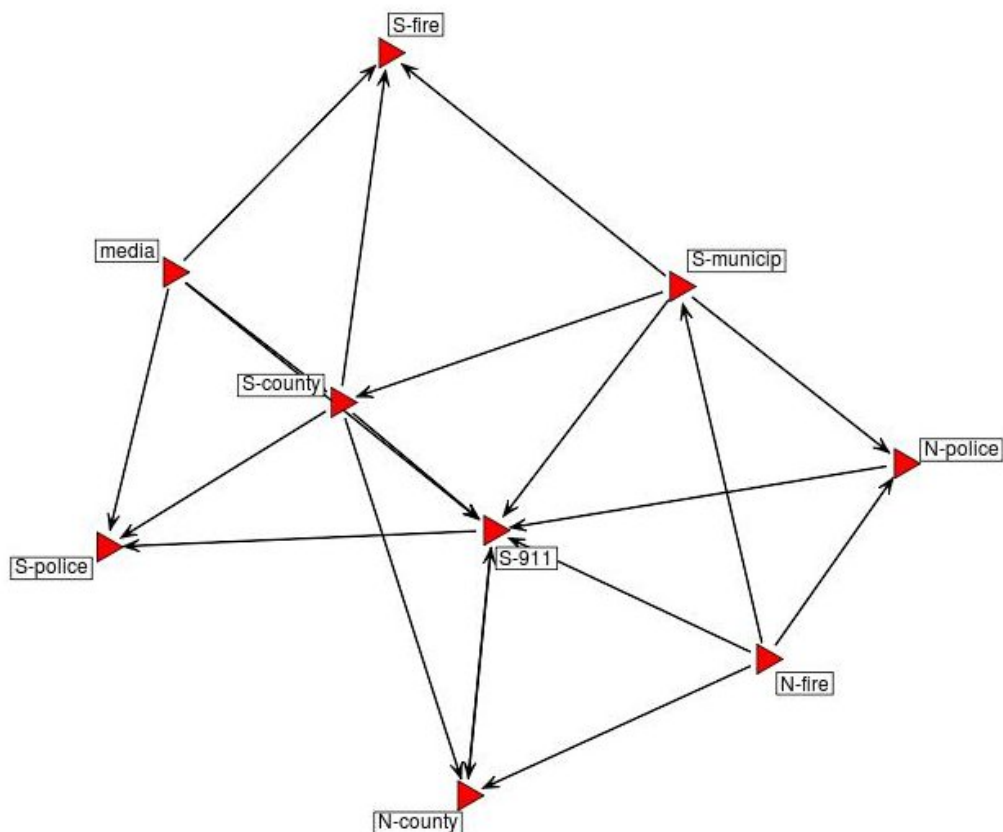 S-fire
media
S-municip
S-county
N-police
S-911
S-police
N-fire
N-county